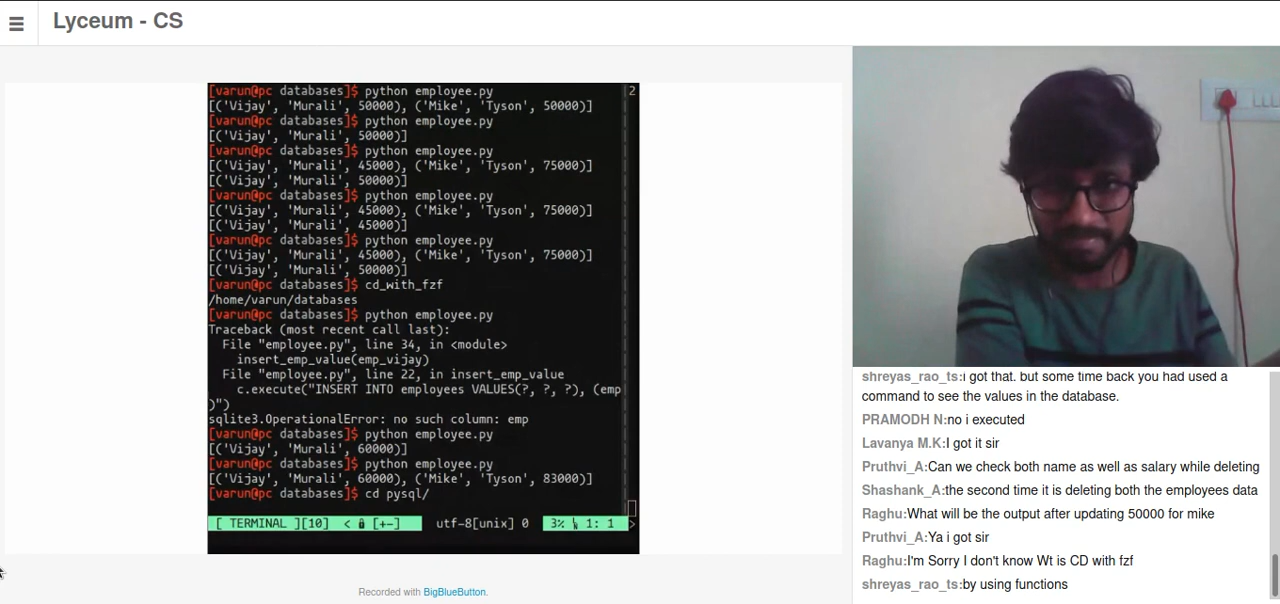 Lyceum - CS
[varun@pc databases]$ python employee.py
[('Vijay', 'Murali', 50000), ('Mike', 'Tyson', 50000)]
[varun@pc databases]$ python employee.py
[('Vijay', 'Murali', 50000)]
[varun@pc databases]$ python employee.py
[('Vijay', 'Murali', 45000), ('Mike', 'Tyson', 75000)]
[('Vijay', 'Murali', 50000)]
[varun@pc databases]$ python employee.py
[('Vijay', 'Murali', 45000), ('Mike', 'Tyson', 75000)]
[('Vijay', 'Murali', 45000)]
[varun@pc databases]$ python employee.py
[('Vijay', 'Murali', 45000), ('Mike', 'Tyson', 75000)]
[('Vijay', 'Murali', 50000)]
[varun@pc databases]$ cd_with_fzf
/home/varun/databases
[varun@pc databases]$ python employee.py
Traceback (most recent call last):
File "employee.py", line 34, in <module>
insert_emp_value(emp_vijay)
File "employee.py", line 22, in insert_emp_value
c.execute("INSERT INTO employees VALUES(?, ?, ?), (emp
)")
sqlite3.OperationalError: no such column: emp
[varun@pc databases]$ python employee.py
[('Vijay', 'Murali', 60000)]
[varun@pc databases]$ python employee.py
[('Vijay', 'Murali', 60000), ('Mike', 'Tyson', 83000)]
[varun@pc databases]$ cd pysql/
[ TERMINAL ][10] < [+-] utf-8[unix] 0 3% 1: 1 >
2
Recorded with BigBlueButton.
shreyas_rao_ts:i got that. but some time back you had used a
command to see the values in the database.
PRAMODH N:no i executed
Lavanya M.K:I got it sir
Pruthvi_A:Can we check both name as well as salary while deleting
Shashank_A:the second time it is deleting both the employees data
Raghu:What will be the output after updating 50000 for mike
Pruthvi_A:Ya i got sir
Raghu:I'm Sorry I don't know Wt is CD with fzf
shreyas_rao_ts:by using functions